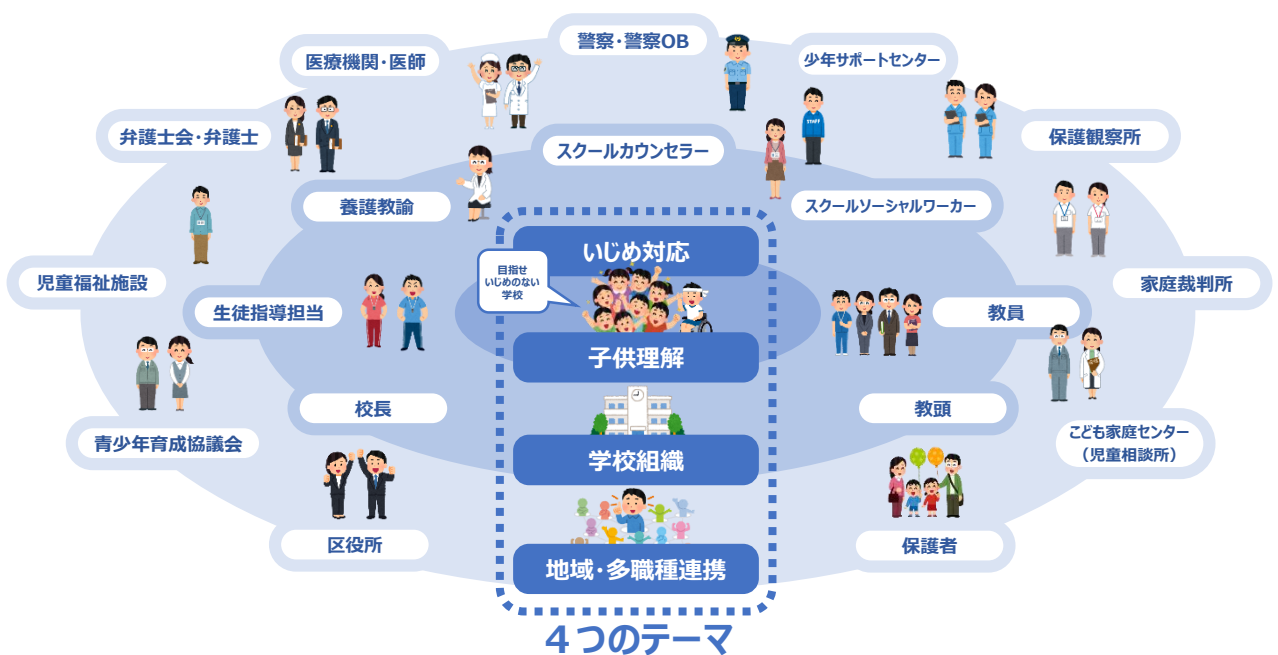 警察・警察OB
医療機関・医師
少年サポートセンター
弁護士会・弁護士
保護観察所
スクールカウンセラー
養護教諭
スクールソーシャルワーカー
いじめ対応
目指せ
いじめのない
学校
児童福祉施設
家庭裁判所
生徒指導担当
教員
子供理解
校長
教頭
青少年育成協議会
こども家庭センター
（児童相談所）
学校組織
区役所
保護者
地域・多職種連携
４つのテーマ
STAFF